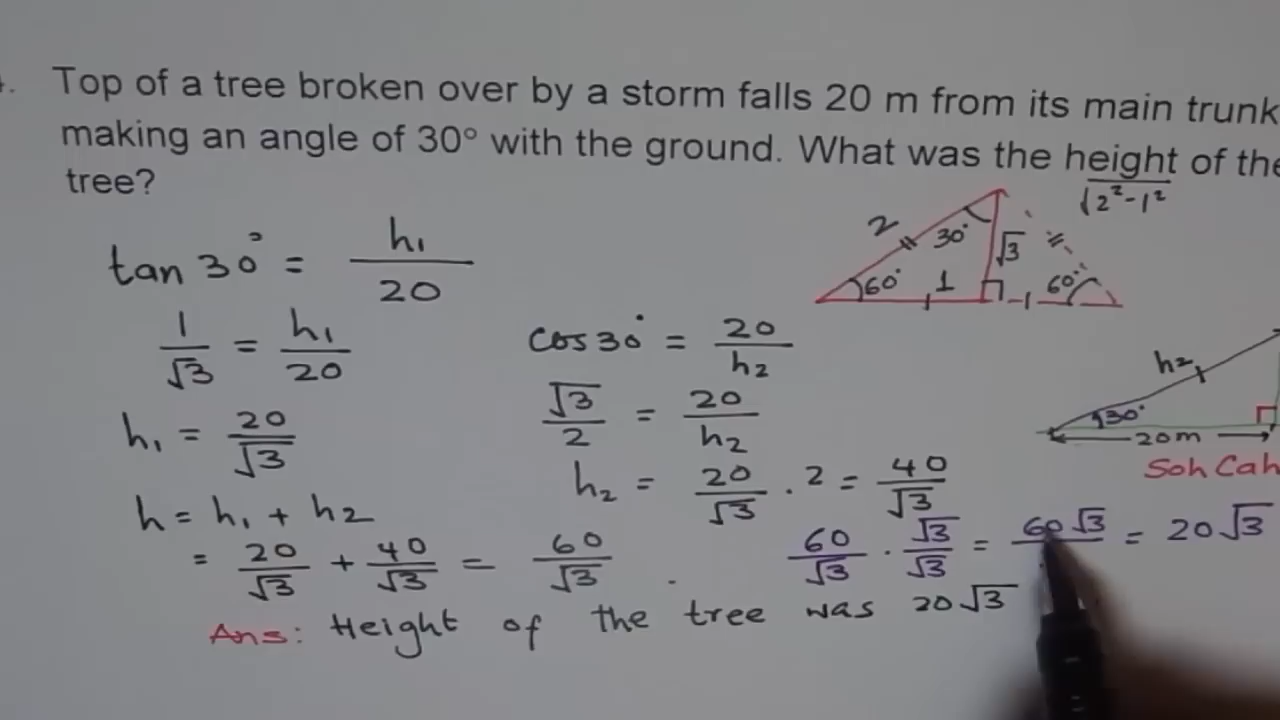 Top of a tree broken over by a storm falls 20 m from its main trunk
making an angle of 30° with the ground. What was the height of the
tree?
√2²-1²
2 30° √3
60° 1 60°
tan 30° = h₁/20
1/√3 = h₁/20
h₁ = 20/√3
h = h₁ + h₂
= 20/√3 + 40/√3 = 60/√3
cos 30° = 20/h₂
√3/2 = 20/h₂
h₂ = 20/√3 . 2 = 40/√3
h₂
30°
20m
Soh Cah
60/√3 . √3/√3 = 60√3 = 20√3
Ans: Height of the tree was 20√3